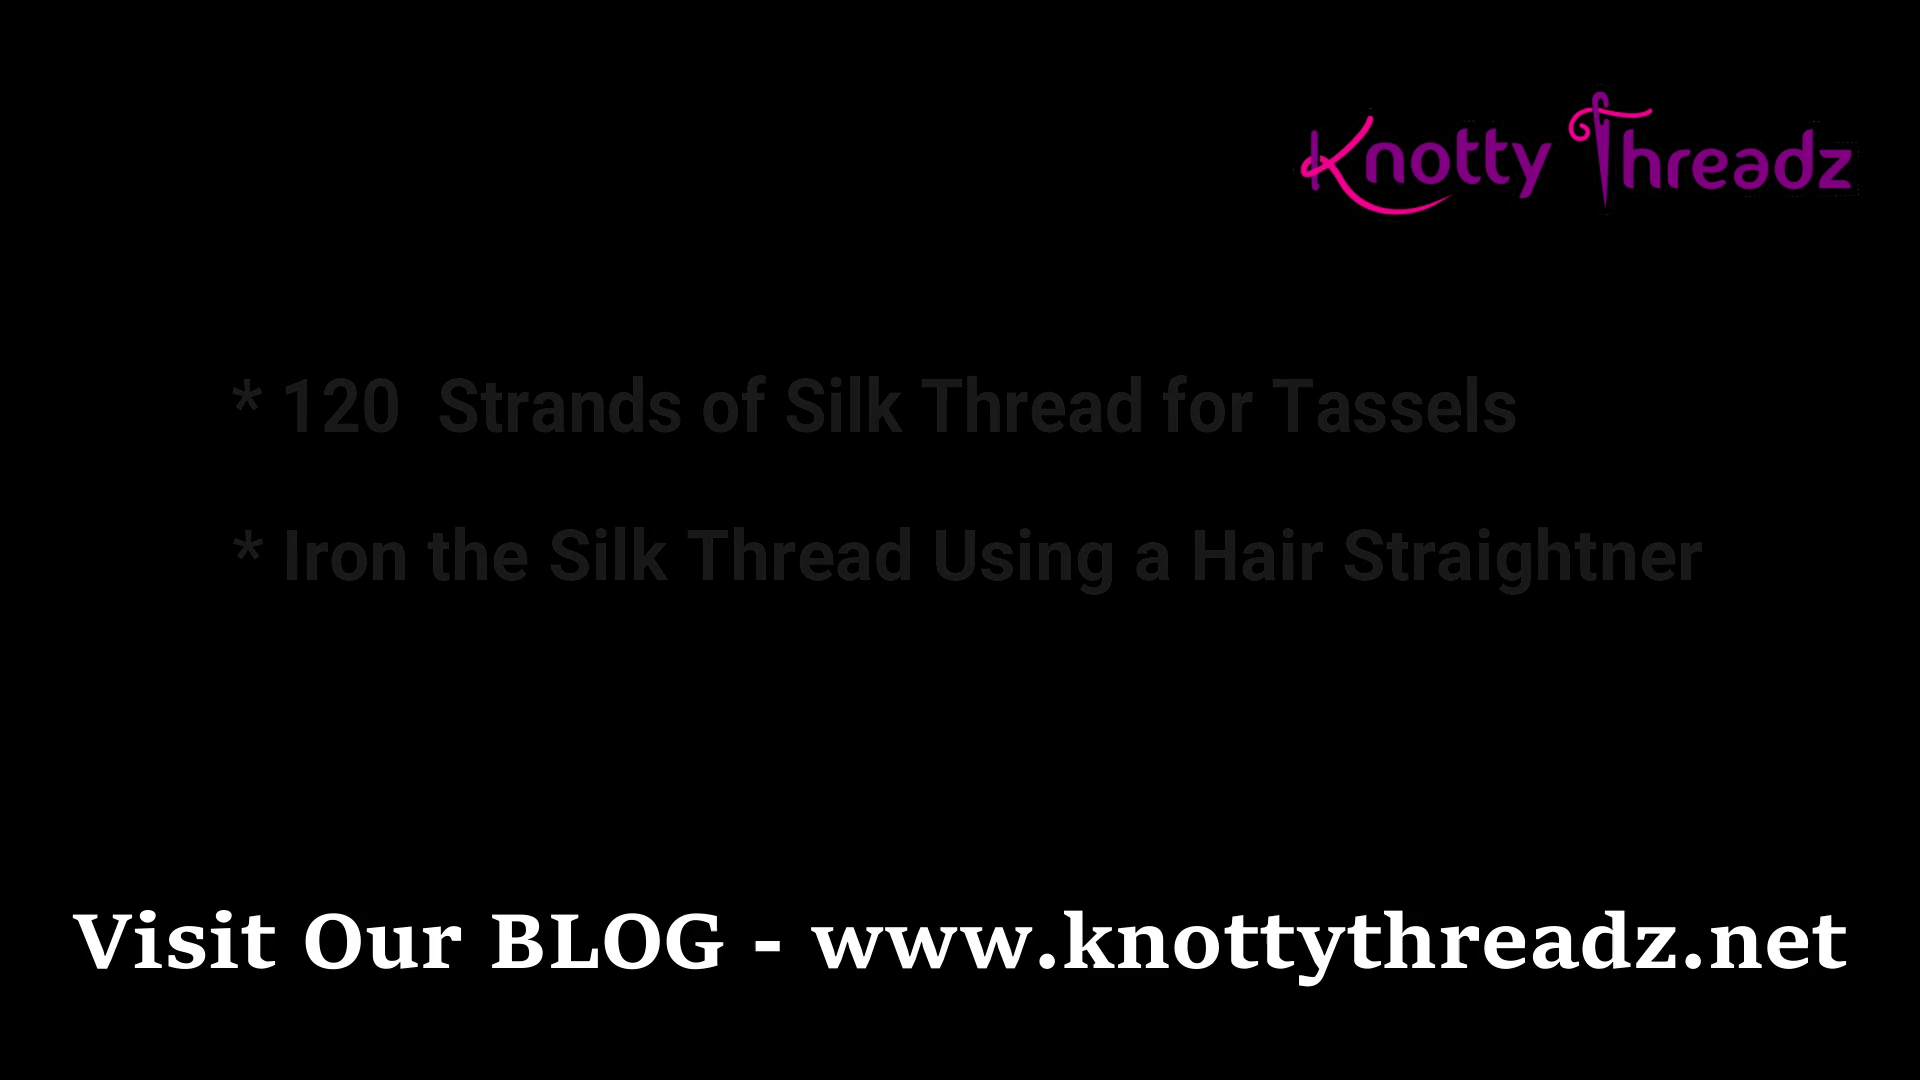 Knotty Threadz
* 120  Strands of Silk Thread for Tassels
* Iron the Silk Thread Using a Hair Straightner
Visit Our BLOG - www.knottythreadz.net